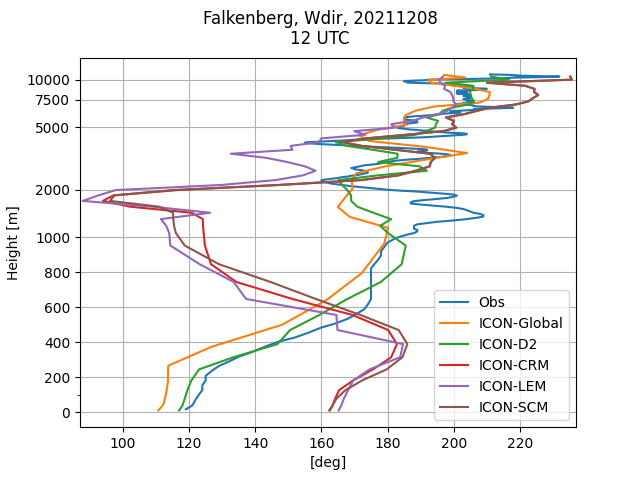 Falkenberg, Wdir, 20211208
12 UTC
Height [m]
10000
7500
5000
2000
1000
800
600
400
200
0
100
120
140
160
180
200
220
[deg]
Obs
ICON-Global
ICON-D2
ICON-CRM
ICON-LEM
ICON-SCM